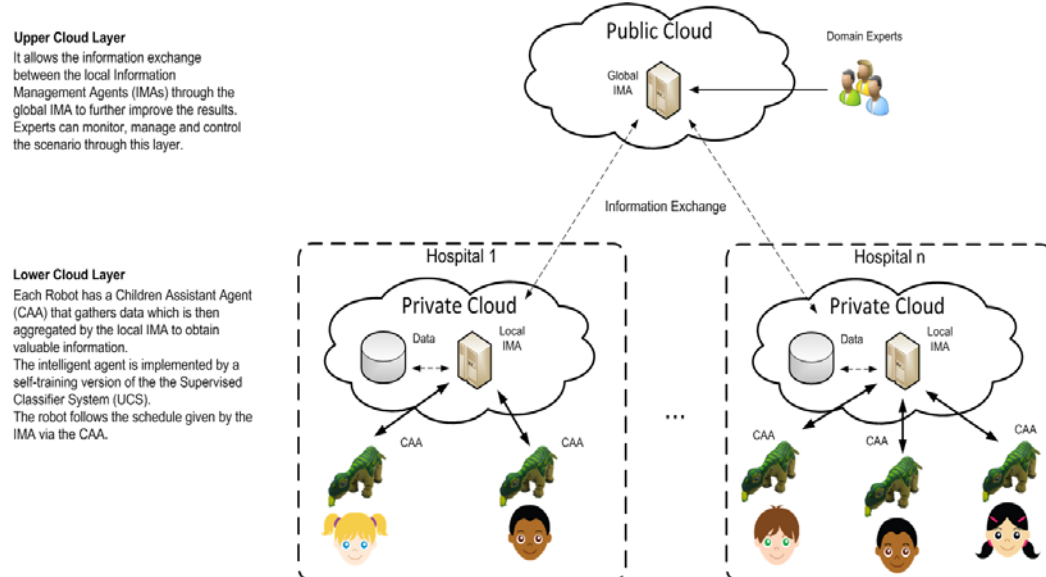 Upper Cloud Layer
It allows the information exchange
between the local Information
Management Agents (IMAs) through the
global IMA to further improve the results.
Experts can monitor, manage and control
the scenario through this layer.
Public Cloud
Global
IMA
Domain Experts
Information Exchange
Lower Cloud Layer
Each Robot has a Children Assistant Agent
(CAA) that gathers data which is then
aggregated by the local IMA to obtain
valuable information.
The intelligent agent is implemented by a
self-training version of the the Supervised
Classifier System (UCS).
The robot follows the schedule given by the
IMA via the CAA.
Hospital 1
Private Cloud
Data
Local
IMA
CAA
CAA
...
Hospital n
Private Cloud
Data
Local
IMA
CAA
CAA
CAA